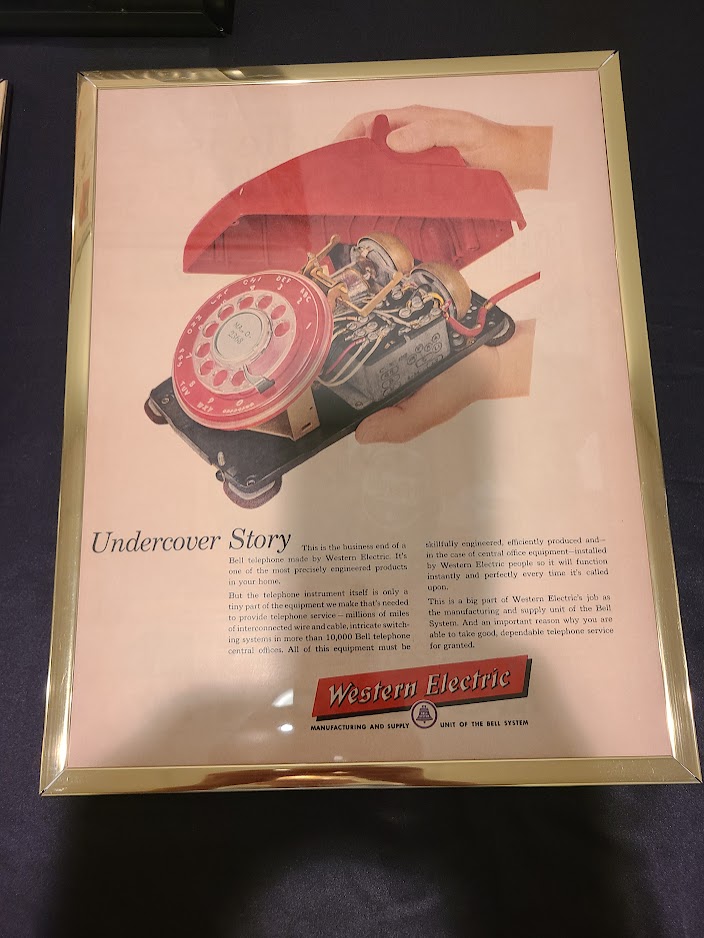 Undercover Story This is the business end of a
Bell telephone made by Western Electric. It's
one of the most precisely engineered products
in your home.
But the telephone instrument itself is only a
tiny part of the equipment we make that's needed
to provide telephone service – millions of miles
of interconnected wire and cable, intricate switch-
ing systems in more than 10,000 Bell telephone
central offices. All of this equipment must be
skillfully engineered, efficiently produced and—
in the case of central office equipment—installed
by Western Electric people so it will function
instantly and perfectly every time it's called
upon.
This is a big part of Western Electric's job as
the manufacturing and supply unit of the Bell
System. And an important reason why you are
able to take good, dependable telephone service
for granted.
Western Electric
MANUFACTURING AND SUPPLY UNIT OF THE BELL SYSTEM